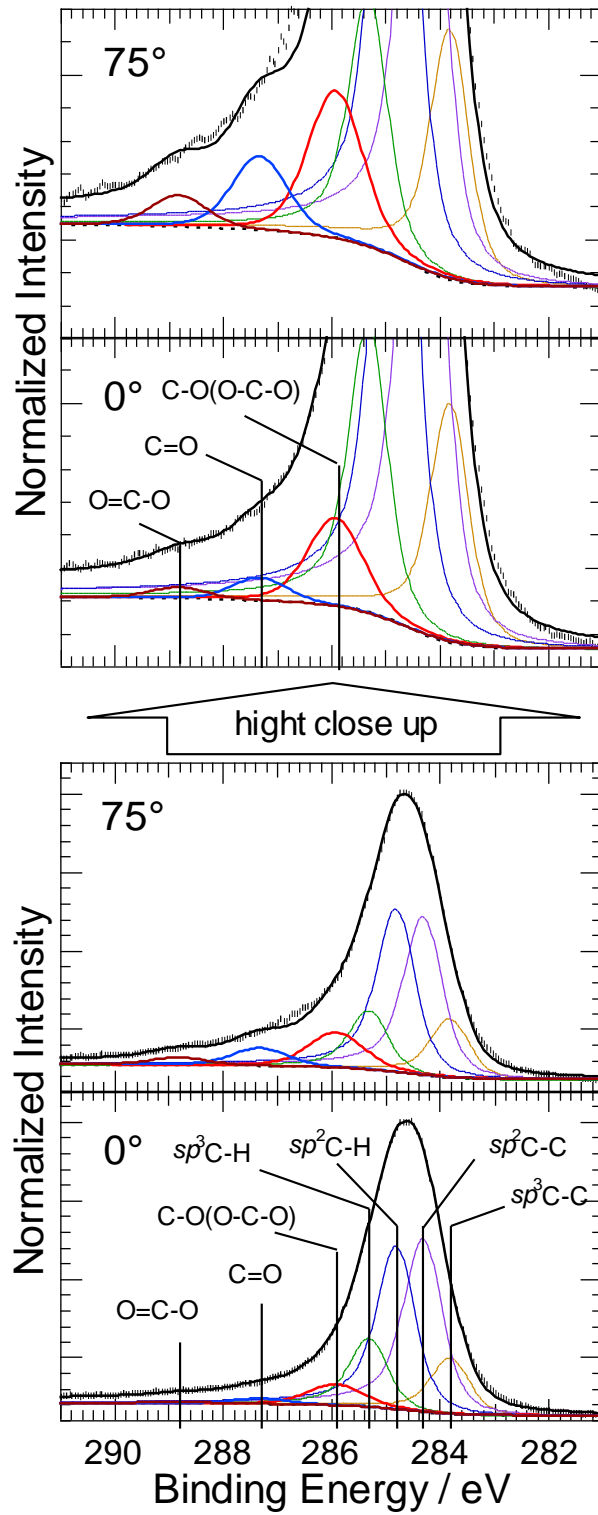 75°
Normalized Intensity
0°
C-O(O-C-O)
C=O
O=C-O
hight close up
75°
Normalized Intensity
0°
sp³C-H
sp²C-H
sp²C-C
sp³C-C
C-O(O-C-O)
C=O
O=C-O
290 288 286 284 282
Binding Energy / eV